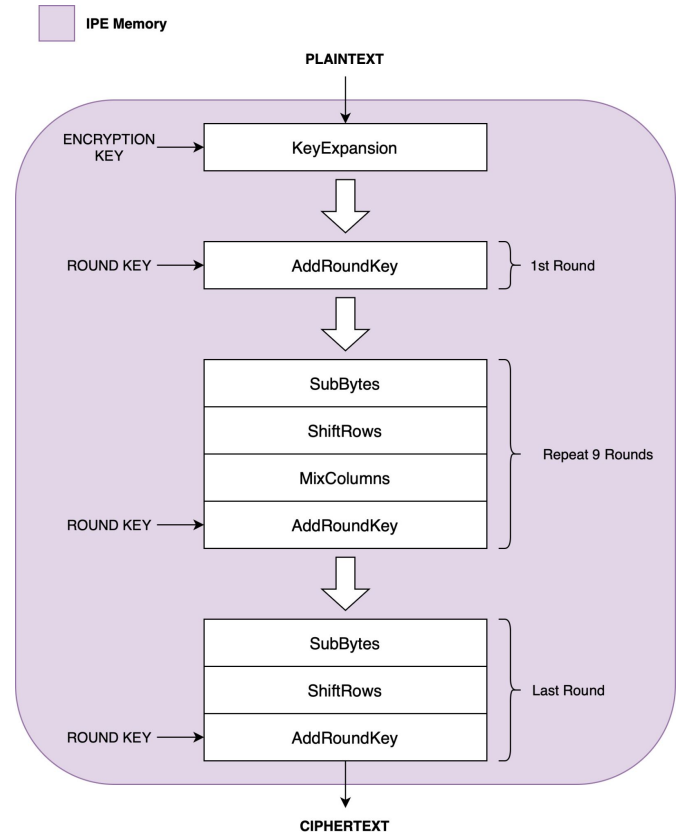 IPE Memory
PLAINTEXT
ENCRYPTION
KEY
KeyExpansion
ROUND KEY
AddRoundKey
1st Round
SubBytes
ShiftRows
MixColumns
Repeat 9 Rounds
ROUND KEY
AddRoundKey
SubBytes
ShiftRows
Last Round
ROUND KEY
AddRoundKey
CIPHERTEXT